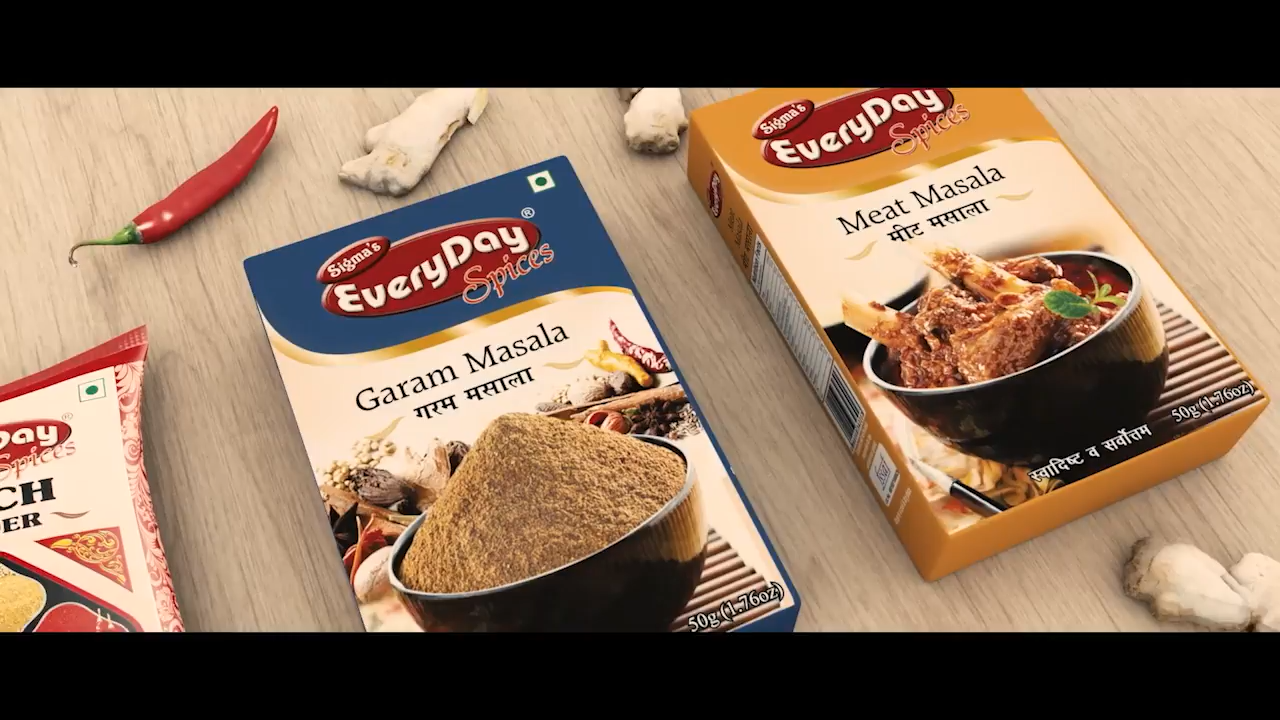 Sigma's
EveryDay
Spices
Meat Masala
मीट मसाला
50g (1.76oz)
स्वादिष्ट व सर्वोत्तम
Sigma's
EveryDay
®
Spices
Garam Masala
गरम मसाला
50g (1.76oz)
®
Day
Spices
CH
ER